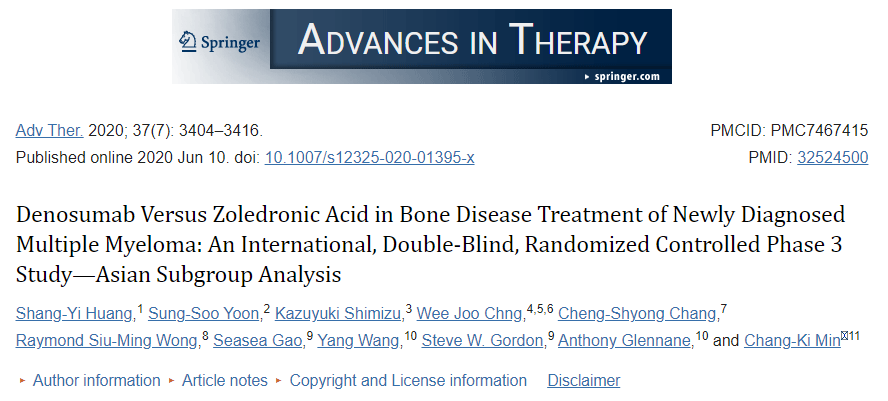 Springer
ADVANCES IN THERAPY
springer.com
Adv Ther. 2020; 37(7): 3404–3416.
PMCID: PMC7467415
Published online 2020 Jun 10. doi: 10.1007/s12325-020-01395-x
PMID: 32524500
Denosumab Versus Zoledronic Acid in Bone Disease Treatment of Newly Diagnosed
Multiple Myeloma: An International, Double-Blind, Randomized Controlled Phase 3
Study—Asian Subgroup Analysis
Shang-Yi Huang,1 Sung-Soo Yoon,2 Kazuyuki Shimizu,3 Wee Joo Chng,4,5,6 Cheng-Shyong Chang,7
Raymond Siu-Ming Wong,8 Seasea Gao,9 Yang Wang,10 Steve W. Gordon,9 Anthony Glennane,10 and Chang-Ki Min11
Author information Article notes Copyright and License information Disclaimer